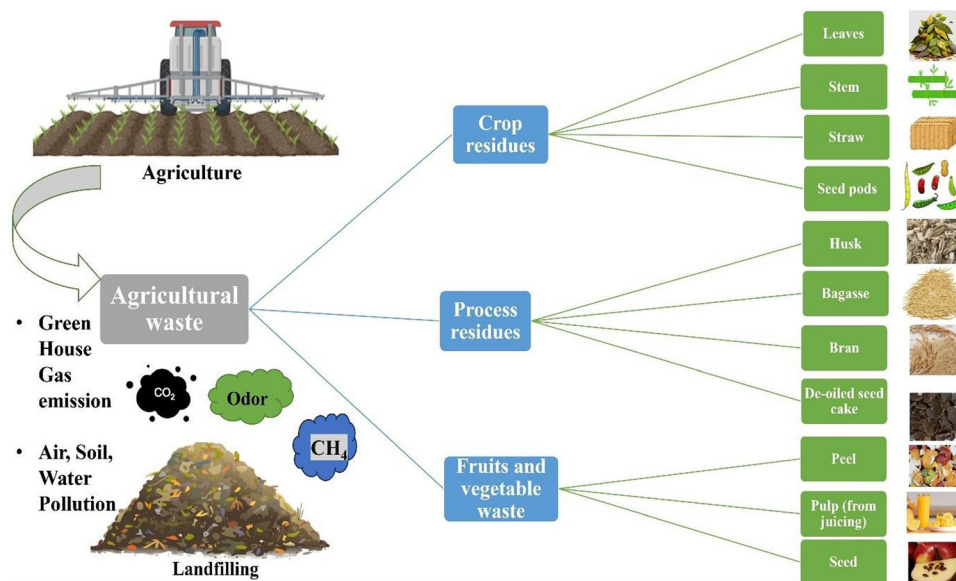 Agriculture
Agricultural
waste
• Green
House
Gas
emission
CO2
Odor
CH4
• Air, Soil,
Water
Pollution
Landfilling
Crop
residues
Process
residues
Fruits and
vegetable
waste
Leaves
Stem
Straw
Seed pods
Husk
Bagasse
Bran
De-oiled seed
cake
Peel
Pulp (from
juicing)
Seed